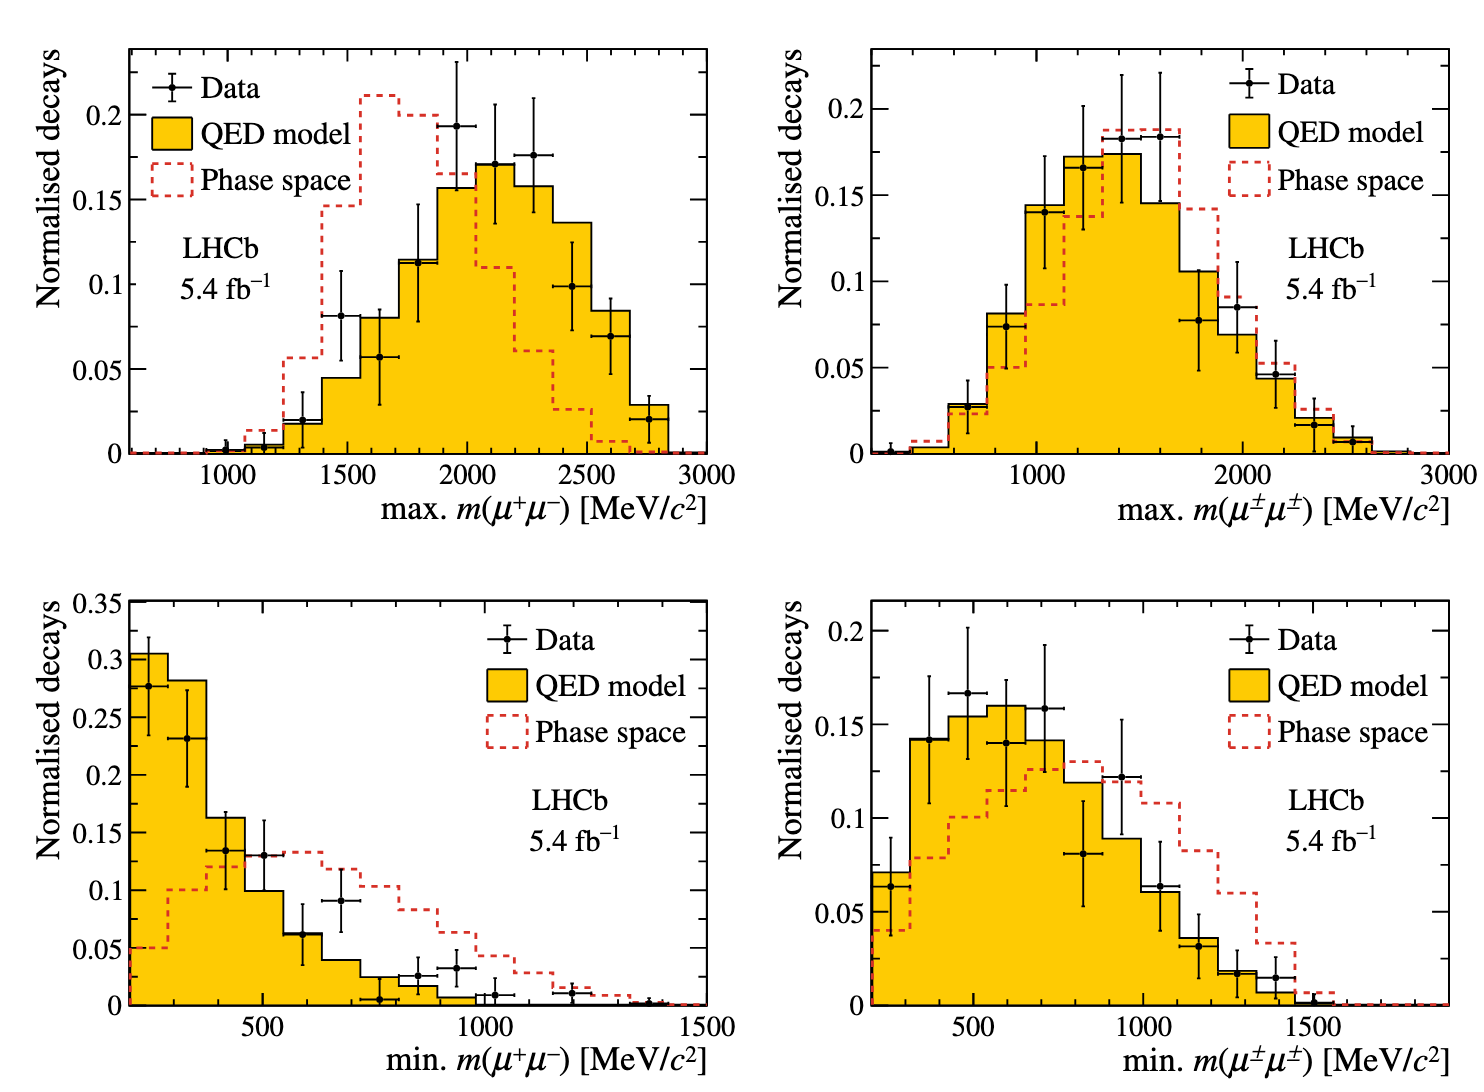 Normalised decays
0.2
0.15
0.1
0.05
0
Data
QED model
Phase space
LHCb
5.4 fb⁻¹
1000 1500 2000 2500 3000
max. m(μ⁺μ⁻) [MeV/c²]
Normalised decays
0.2
0.15
0.1
0.05
0
Data
QED model
Phase space
LHCb
5.4 fb⁻¹
1000 2000 3000
max. m(μ±μ±) [MeV/c²]
Normalised decays
0.35
0.3
0.25
0.2
0.15
0.1
0.05
0
Data
QED model
Phase space
LHCb
5.4 fb⁻¹
500 1000 1500
min. m(μ⁺μ⁻) [MeV/c²]
Normalised decays
0.2
0.15
0.1
0.05
0
Data
QED model
Phase space
LHCb
5.4 fb⁻¹
500 1000 1500
min. m(μ±μ±) [MeV/c²]